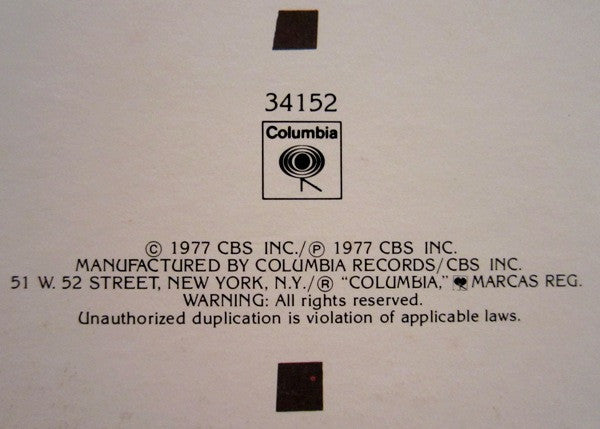 34152
Columbia
© 1977 CBS INC./℗ 1977 CBS INC.
MANUFACTURED BY COLUMBIA RECORDS/CBS INC.
51 W. 52 STREET, NEW YORK, N.Y./® "COLUMBIA," MARCAS REG.
WARNING: All rights reserved.
Unauthorized duplication is violation of applicable laws.